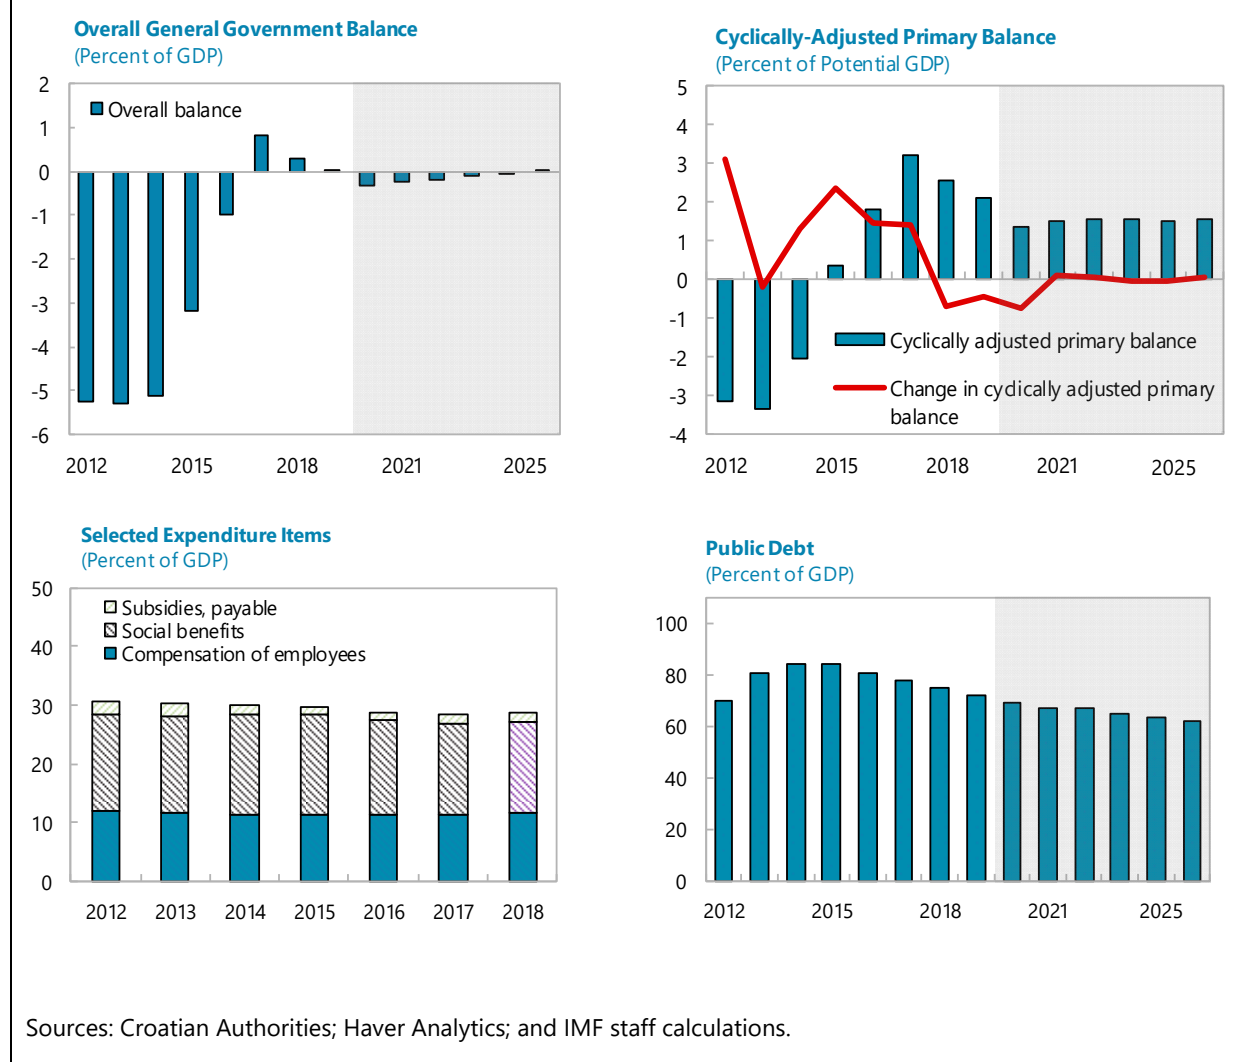 Overall General Government Balance
(Percent of GDP)
2
1
0
-1
-2
-3
-4
-5
-6
Overall balance
2012 2015 2018 2021 2025
Cyclically-Adjusted Primary Balance
(Percent of Potential GDP)
5
4
3
2
1
0
-1
-2
-3
-4
Cyclically adjusted primary balance
Change in cyclically adjusted primary
balance
2012 2015 2018 2021 2025
Selected Expenditure Items
(Percent of GDP)
50
40
30
20
10
0
Subsidies, payable
Social benefits
Compensation of employees
2012 2013 2014 2015 2016 2017 2018
Public Debt
(Percent of GDP)
100
80
60
40
20
0
2012 2015 2018 2021 2025
Sources: Croatian Authorities; Haver Analytics; and IMF staff calculations.